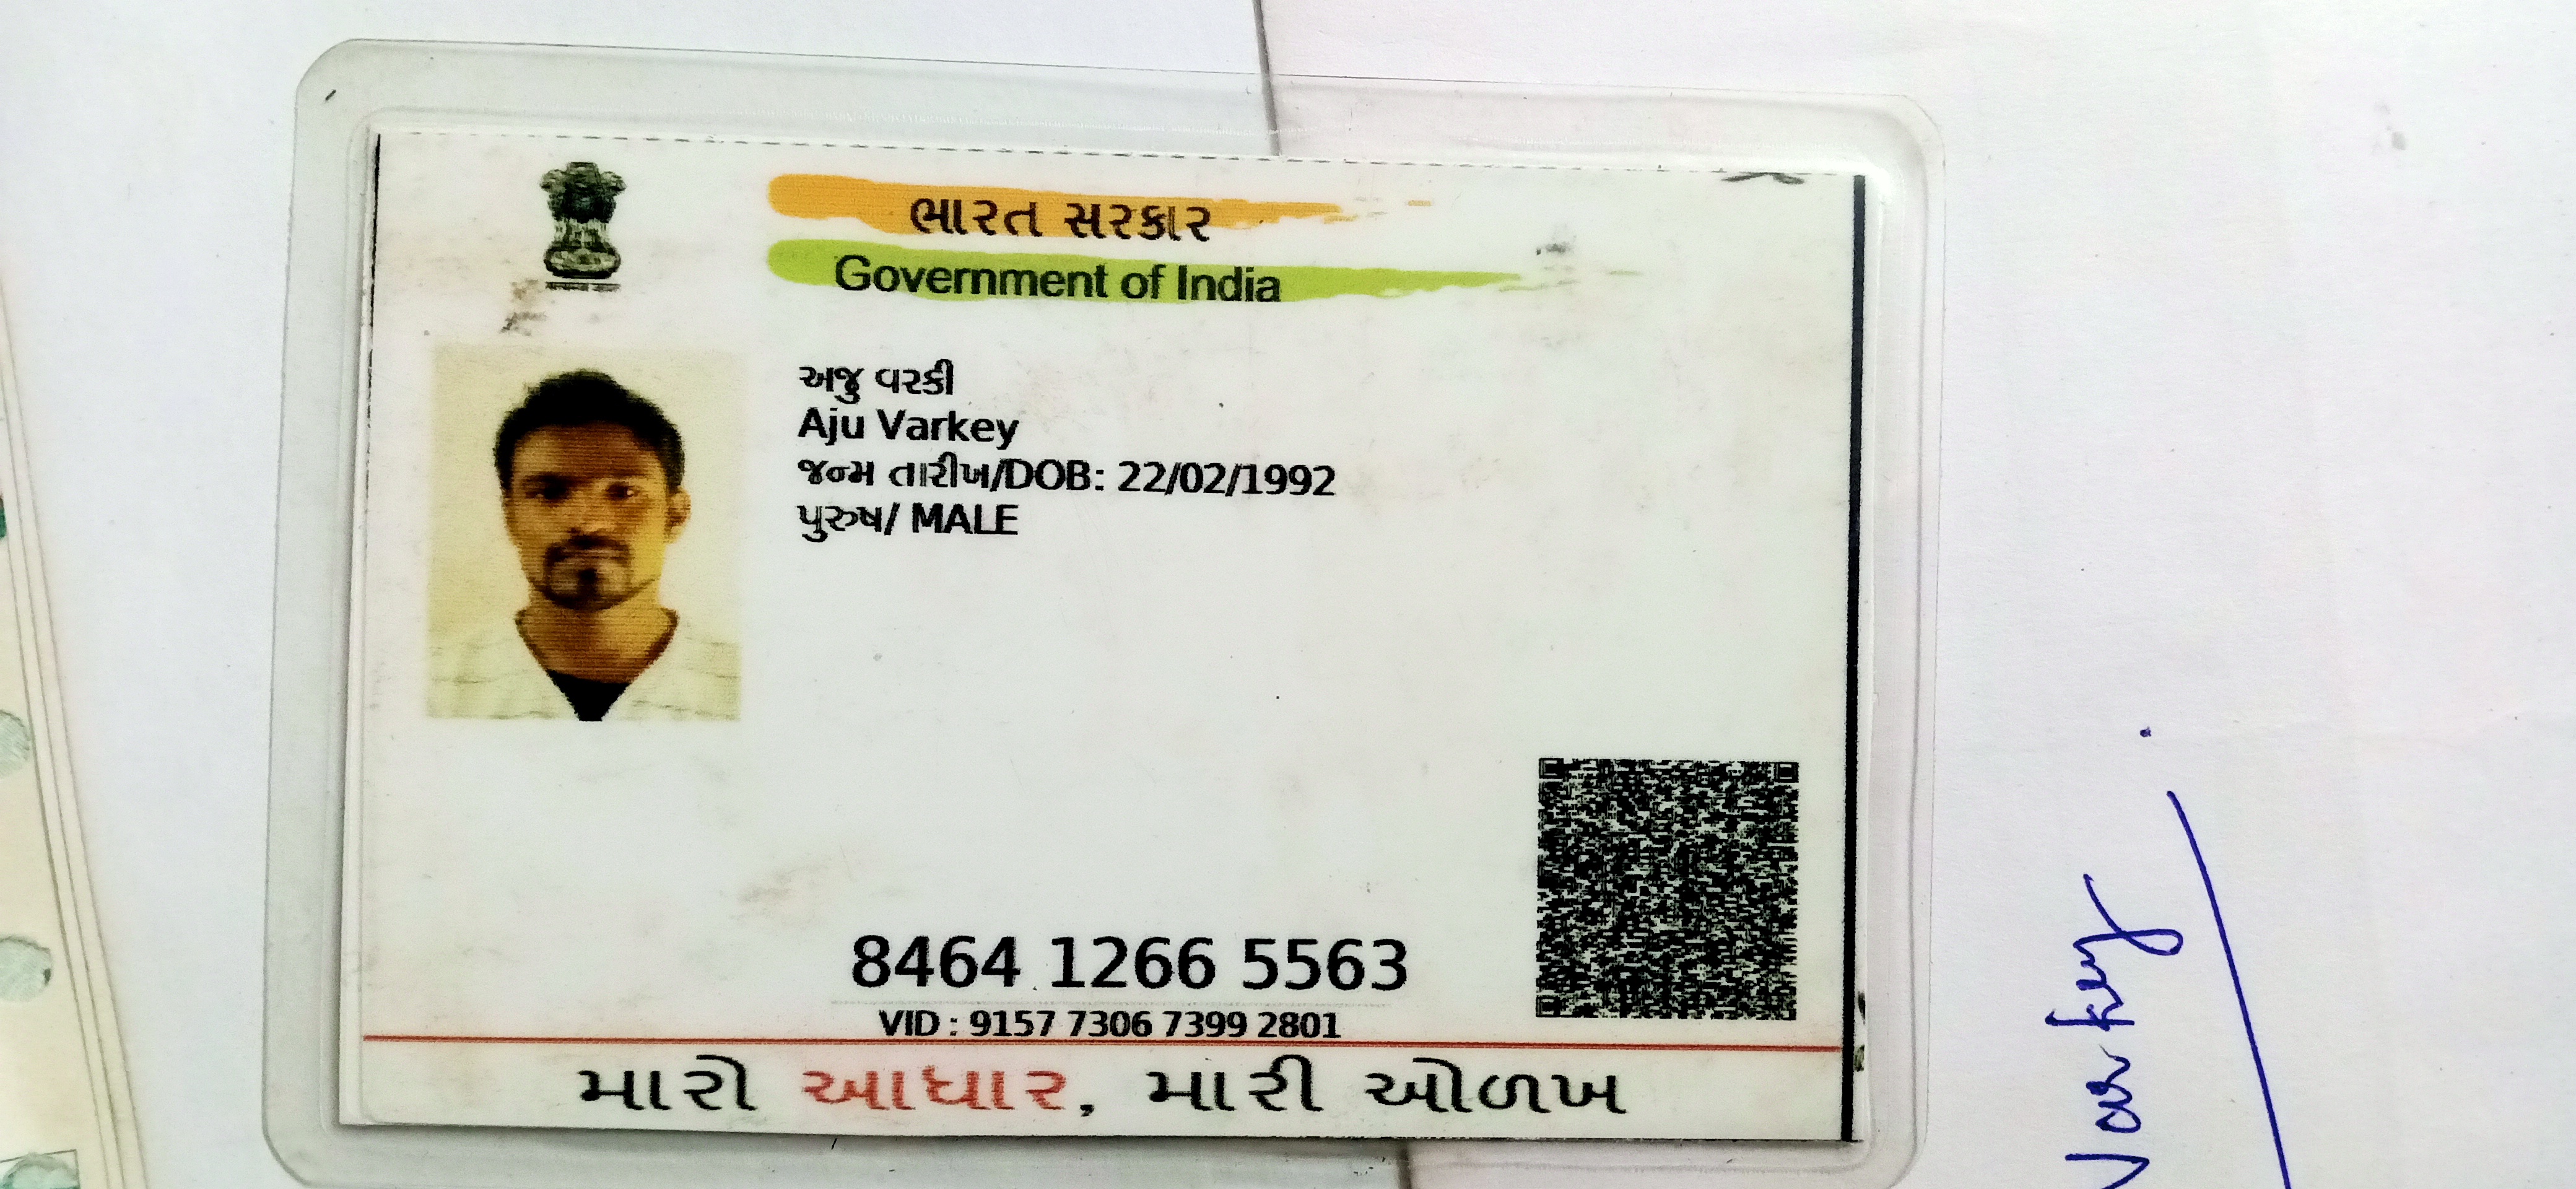 ભારત સરકાર
Government of India
અજુ વરકી
Aju Varkey
જન્મ તારીખ/DOB: 22/02/1992
પુરુષ/ MALE
8464 1266 5563
VID : 9157 7306 7399 2801
મારો આધાર, મારી ઓળખ
Varkey